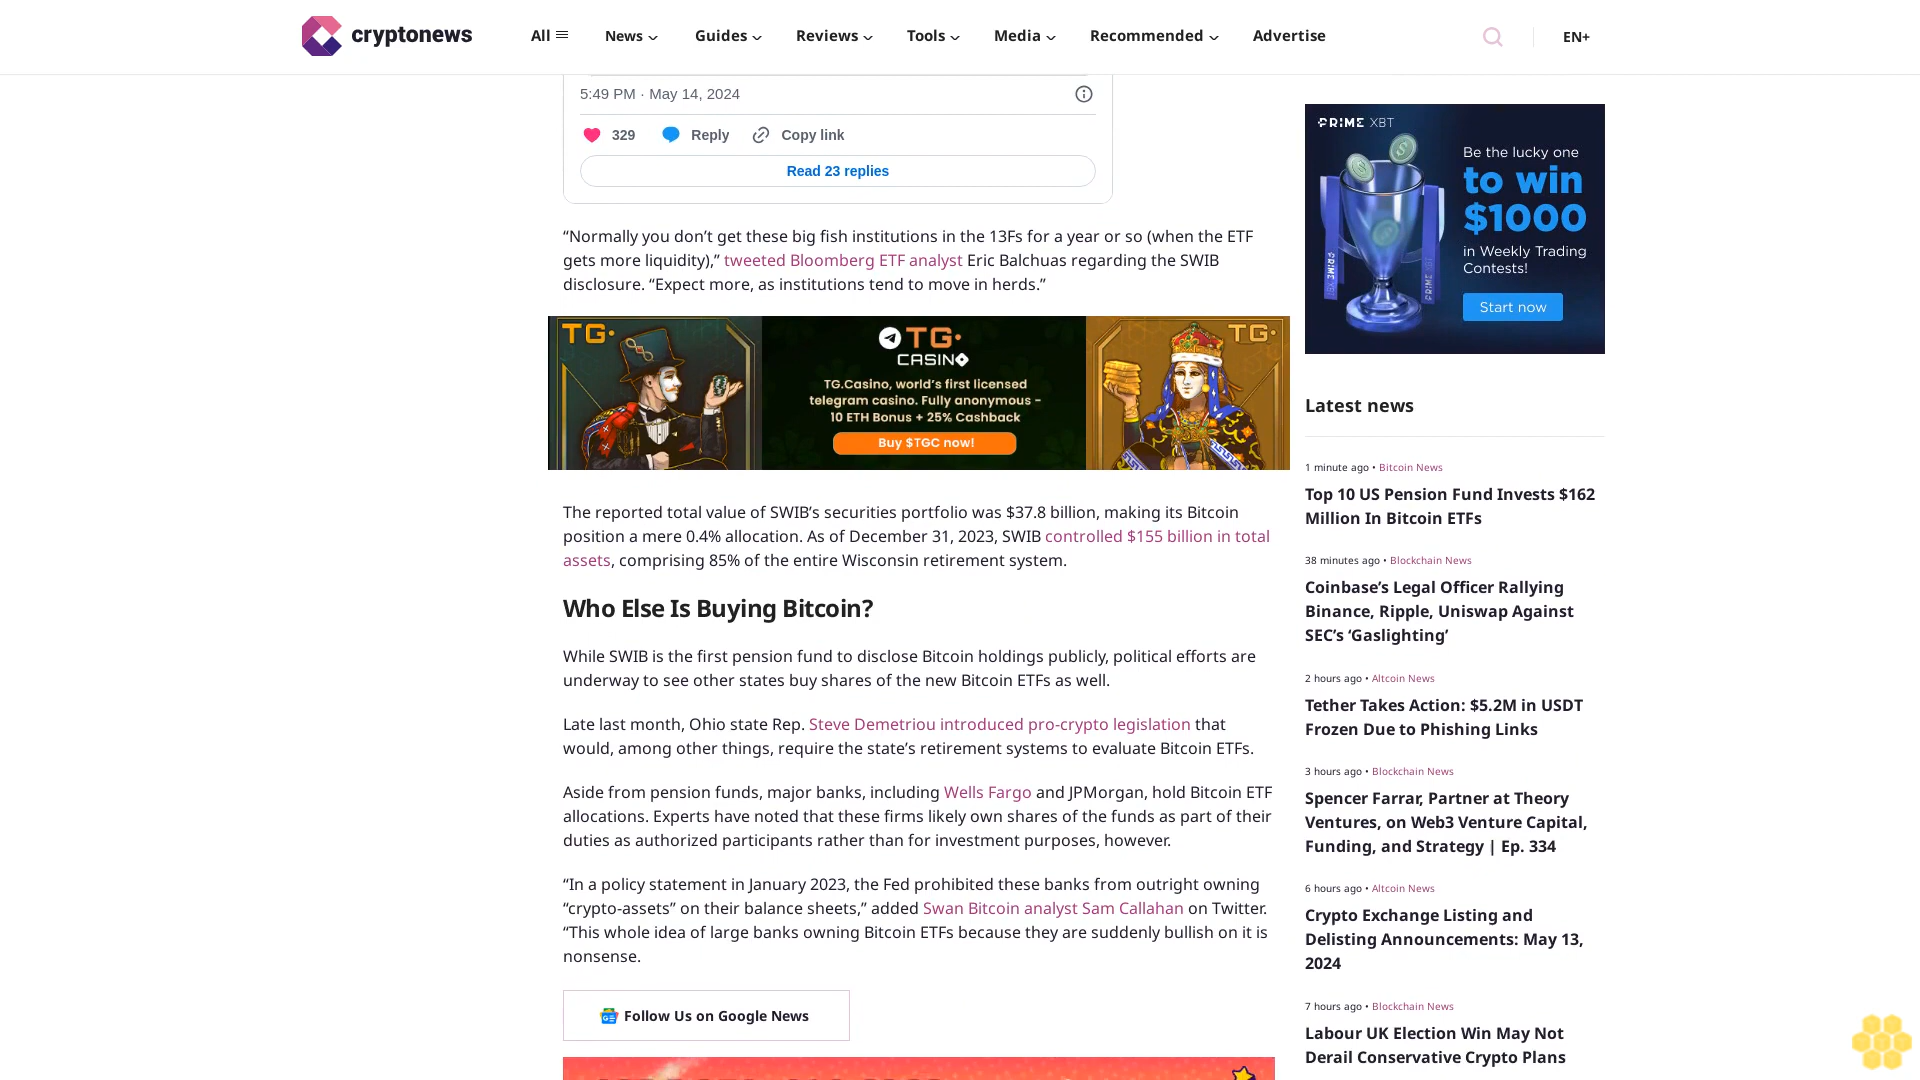 cryptonews
All
News
Guides
Reviews
Tools
Media
Recommended
Advertise
EN+
5:49 PM · May 14, 2024
329
Reply
Copy link
Read 23 replies
“Normally you don’t get these big fish institutions in the 13Fs for a year or so (when the ETF
gets more liquidity),” tweeted Bloomberg ETF analyst Eric Balchuas regarding the SWIB
disclosure. “Expect more, as institutions tend to move in herds.”
TG·
TG·
CASINO
TG.Casino, world’s first licensed
telegram casino. Fully anonymous -
10 ETH Bonus + 25% Cashback
Buy $TGC now!
TG·
The reported total value of SWIB’s securities portfolio was $37.8 billion, making its Bitcoin
position a mere 0.4% allocation. As of December 31, 2023, SWIB controlled $155 billion in total
assets, comprising 85% of the entire Wisconsin retirement system.
Who Else Is Buying Bitcoin?
While SWIB is the first pension fund to disclose Bitcoin holdings publicly, political efforts are
underway to see other states buy shares of the new Bitcoin ETFs as well.
Late last month, Ohio state Rep. Steve Demetriou introduced pro-crypto legislation that
would, among other things, require the state’s retirement systems to evaluate Bitcoin ETFs.
Aside from pension funds, major banks, including Wells Fargo and JPMorgan, hold Bitcoin ETF
allocations. Experts have noted that these firms likely own shares of the funds as part of their
duties as authorized participants rather than for investment purposes, however.
“In a policy statement in January 2023, the Fed prohibited these banks from outright owning
“crypto-assets” on their balance sheets,” added Swan Bitcoin analyst Sam Callahan on Twitter.
“This whole idea of large banks owning Bitcoin ETFs because they are suddenly bullish on it is
nonsense.
Follow Us on Google News
PRIME XBT
Be the lucky one
to win
$1000
in Weekly Trading
Contests!
Start now
PRIME XBT
PRIME XBT
Latest news
1 minute ago • Bitcoin News
Top 10 US Pension Fund Invests $162
Million In Bitcoin ETFs
38 minutes ago • Blockchain News
Coinbase’s Legal Officer Rallying
Binance, Ripple, Uniswap Against
SEC’s ‘Gaslighting’
2 hours ago • Altcoin News
Tether Takes Action: $5.2M in USDT
Frozen Due to Phishing Links
3 hours ago • Blockchain News
Spencer Farrar, Partner at Theory
Ventures, on Web3 Venture Capital,
Funding, and Strategy | Ep. 334
6 hours ago • Altcoin News
Crypto Exchange Listing and
Delisting Announcements: May 13,
2024
7 hours ago • Blockchain News
Labour UK Election Win May Not
Derail Conservative Crypto Plans